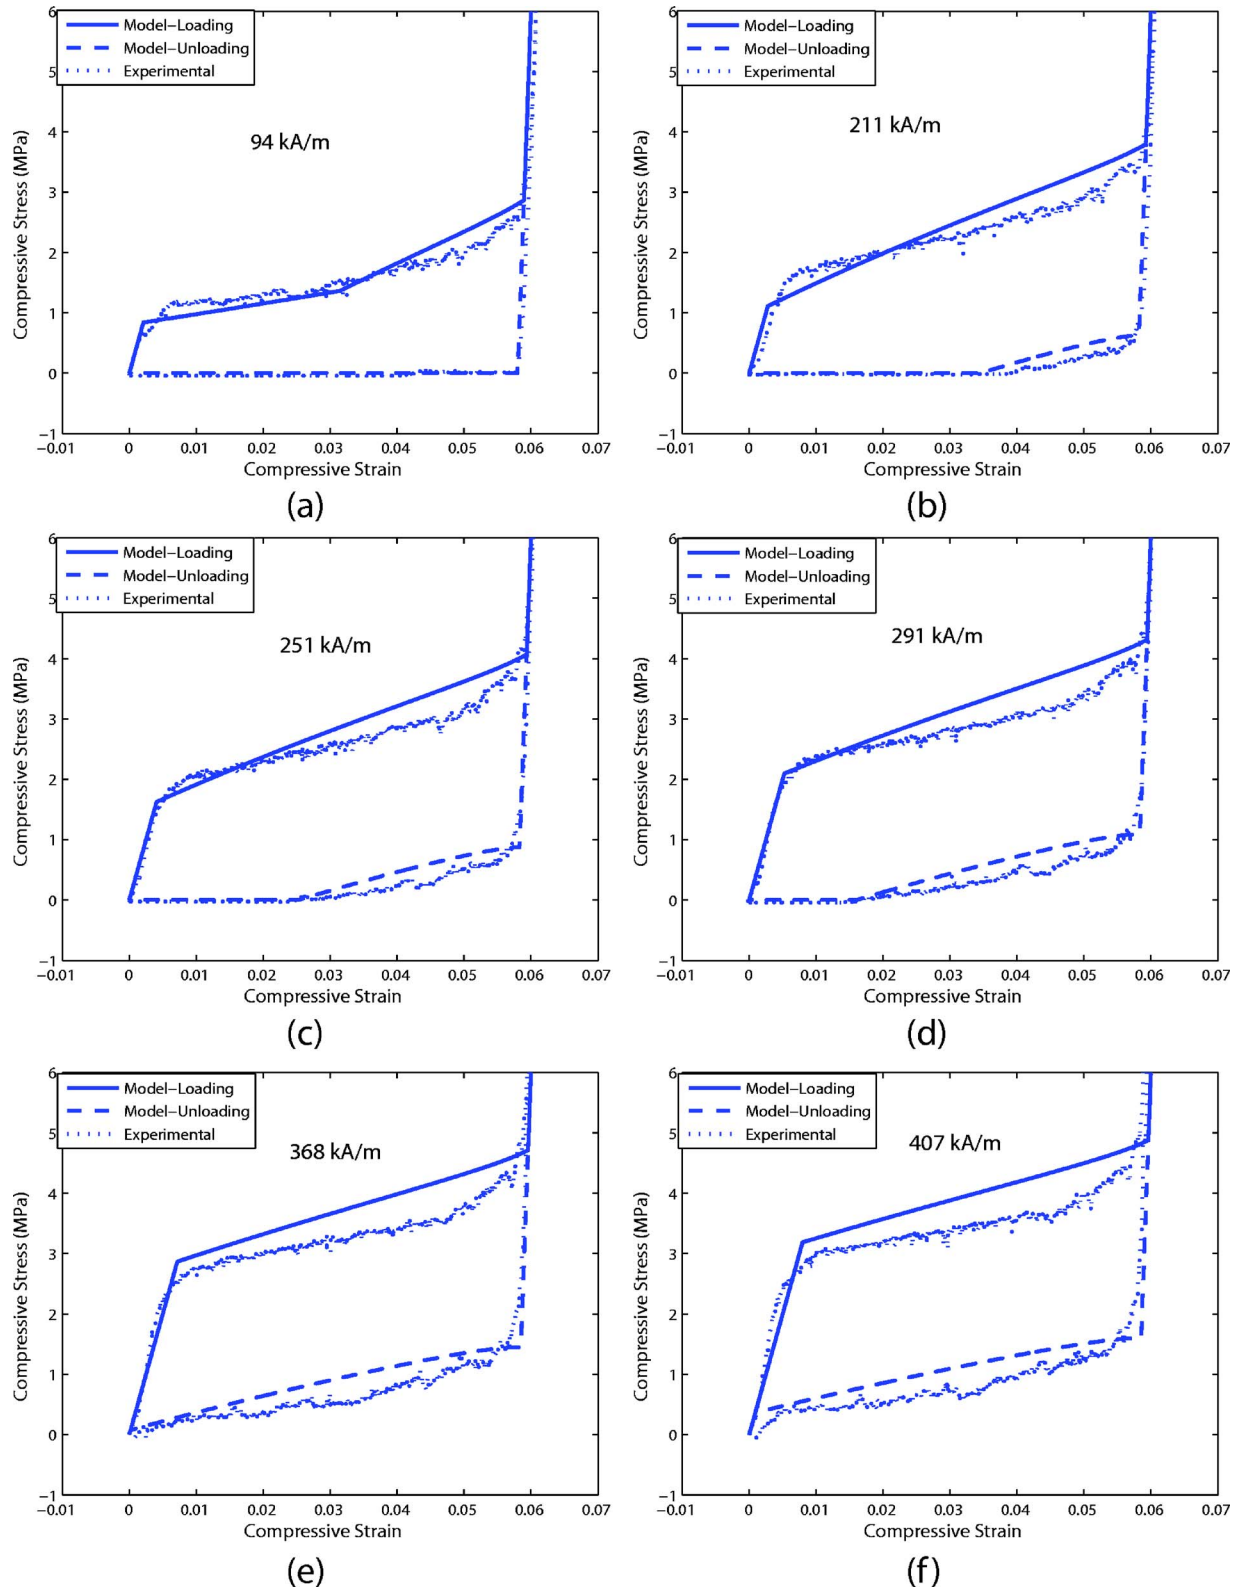 Model-Loading
Model-Unloading
Experimental
94 kA/m
Compressive Stress (MPa)
6
5
4
3
2
1
0
−1
−0.01 0 0.01 0.02 0.03 0.04 0.05 0.06 0.07
Compressive Strain
(a)
Model-Loading
Model-Unloading
Experimental
211 kA/m
Compressive Stress (MPa)
6
5
4
3
2
1
0
−1
−0.01 0 0.01 0.02 0.03 0.04 0.05 0.06 0.07
Compressive Strain
(b)
Model-Loading
Model-Unloading
Experimental
251 kA/m
Compressive Stress (MPa)
6
5
4
3
2
1
0
−1
−0.01 0 0.01 0.02 0.03 0.04 0.05 0.06 0.07
Compressive Strain
(c)
Model-Loading
Model-Unloading
Experimental
291 kA/m
Compressive Stress (MPa)
6
5
4
3
2
1
0
−1
−0.01 0 0.01 0.02 0.03 0.04 0.05 0.06 0.07
Compressive Strain
(d)
Model-Loading
Model-Unloading
Experimental
368 kA/m
Compressive Stress (MPa)
6
5
4
3
2
1
0
−1
−0.01 0 0.01 0.02 0.03 0.04 0.05 0.06 0.07
Compressive Strain
(e)
Model-Loading
Model-Unloading
Experimental
407 kA/m
Compressive Stress (MPa)
6
5
4
3
2
1
0
−1
−0.01 0 0.01 0.02 0.03 0.04 0.05 0.06 0.07
Compressive Strain
(f)